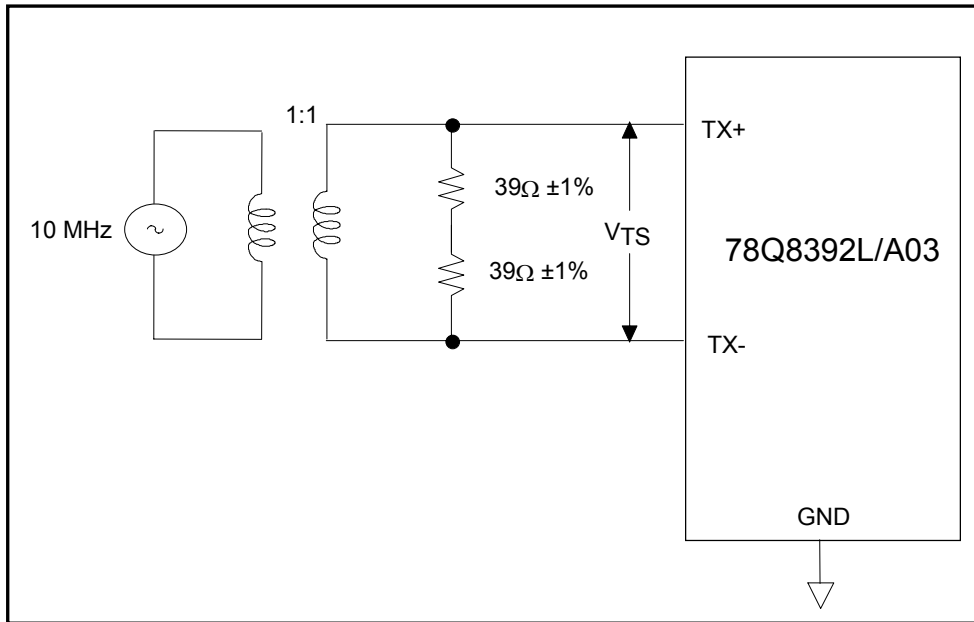 1:1
TX+
39Ω ±1%
10 MHz
VTS
78Q8392L/A03
39Ω ±1%
TX-
GND